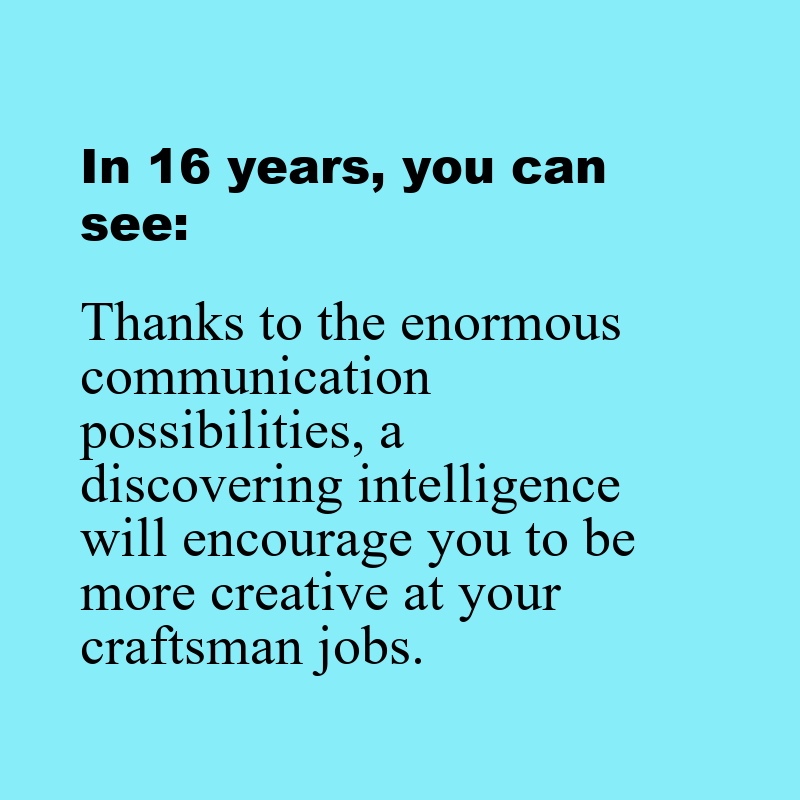 In 16 years, you can
see:
Thanks to the enormous
communication
possibilities, a
discovering intelligence
will encourage you to be
more creative at your
craftsman jobs.